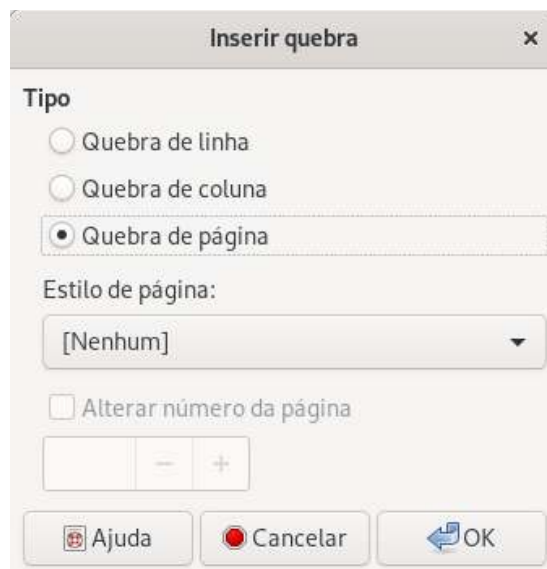 Inserir quebra
Tipo
Quebra de linha
Quebra de coluna
Quebra de página
Estilo de página:
[Nenhum]
Alterar número da página
Ajuda Cancelar OK